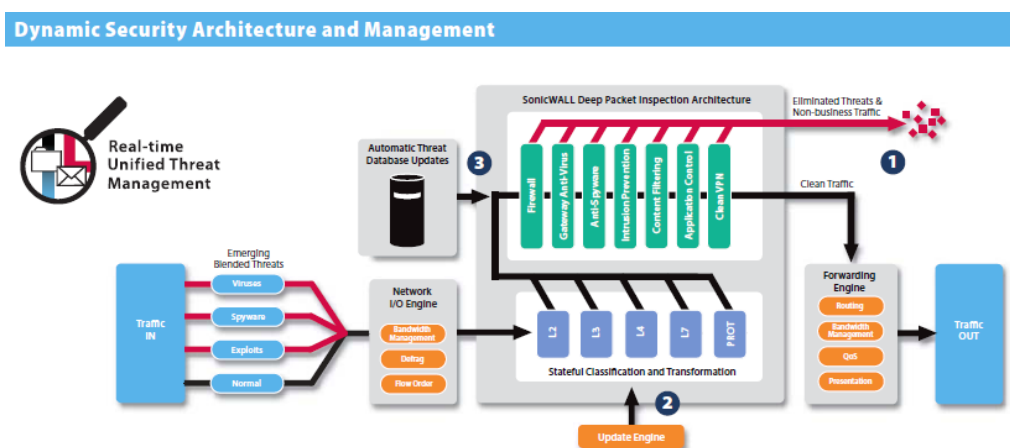 Dynamic Security Architecture and Management
Real-time
Unified Threat
Management
Automatic Threat
Database Updates
3
SonicWALL Deep Packet Inspection Architecture
Firewall
Gateway Anti-Virus
Anti-Spyware
Intrusion Prevention
Content Filtering
Application Control
Clean VPN
Eliminated Threats &
Non-business Traffic
1
Clean Traffic
Emerging
Blended Threats
Traffic
IN
Viruses
Spyware
Exploits
Normal
Network
I/O Engine
Bandwidth
Management
Defrag
Flow Order
L2
L3
L4
L7
PROT
Stateful Classification and Transformation
2
Update Engine
Forwarding
Engine
Routing
Bandwidth
Management
QoS
Presentation
Traffic
OUT